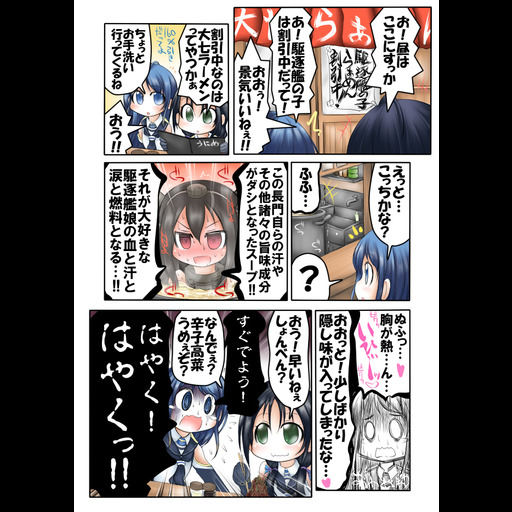 お！昼は
ここにすっか
あ！駆逐艦の子
は割引中だって！
おおっ！
景気いいねぇ!!
駆逐艦の子
割引中！
割引中なのは
大七ラーメン
ってやつかぁ
ちょっと
お手洗い
行ってくるね
おう!!
えっと…
こっちかな？
ふふ…
？
この長門自らの汗や
その他諸々の旨味成分
がダシとなったスープ!!
それが大好きな
駆逐艦娘の血と汗と
涙と燃料となる…!!
ぬふっ…
胸が熱…ん…
おおっと！少しばかり
隠し味が入ってしまったな…
おう！早いねぇ
しょんべん？
すぐでよう！
なんでぇ？
辛子高菜
うめぇぞ？
はやく！
はやくっ!!